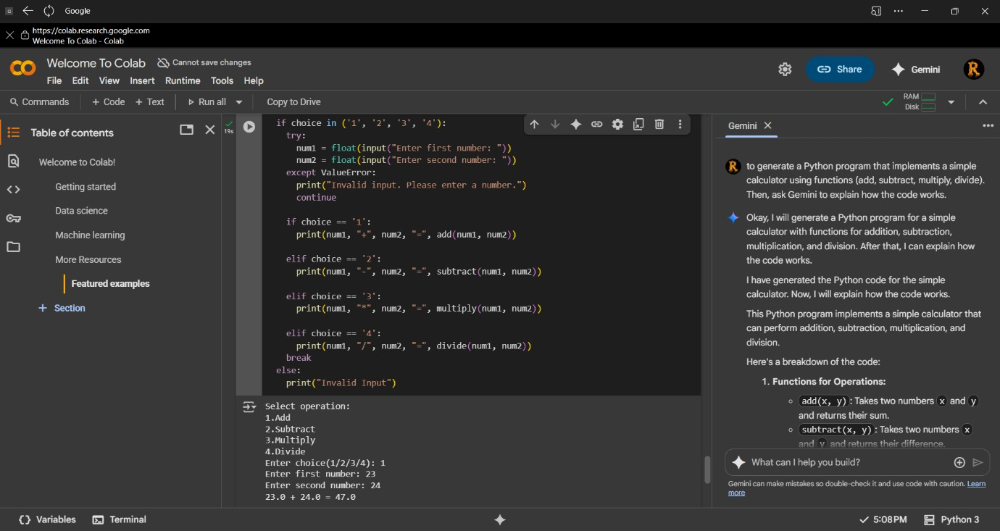 G
Google
https://colab.research.google.com
Welcome To Colab - Colab
Welcome To Colab
Cannot save changes
File Edit View Insert Runtime Tools Help
Share
Gemini
R
Commands
+ Code + Text
Run all
Copy to Drive
RAM
Disk
Table of contents
Welcome to Colab!
Getting started
Data science
Machine learning
More Resources
Featured examples
+ Section
19s
if choice in ('1', '2', '3', '4'):
try:
num1 = float(input("Enter first number: "))
num2 = float(input("Enter second number: "))
except ValueError:
print("Invalid input. Please enter a number.")
continue
if choice == '1':
print(num1, "+", num2, "=", add(num1, num2))
elif choice == '2':
print(num1, "-", num2, "=", subtract(num1, num2))
elif choice == '3':
print(num1, "*", num2, "=", multiply(num1, num2))
elif choice == '4':
print(num1, "/", num2, "=", divide(num1, num2))
break
else:
print("Invalid Input")
Select operation:
1.Add
2.Subtract
3.Multiply
4.Divide
Enter choice(1/2/3/4): 1
Enter first number: 23
Enter second number: 24
23.0 + 24.0 = 47.0
Gemini
R
to generate a Python program that implements a simple
calculator using functions (add, subtract, multiply, divide).
Then, ask Gemini to explain how the code works.
Okay, I will generate a Python program for a simple
calculator with functions for addition, subtraction,
multiplication, and division. After that, I can explain how
the code works.
I have generated the Python code for the simple
calculator. Now, I will explain how the code works.
This Python program implements a simple calculator that
can perform addition, subtraction, multiplication, and
division.
Here's a breakdown of the code:
1. Functions for Operations:
add(x, y): Takes two numbers x and y
and returns their sum.
subtract(x, y): Takes two numbers x
and y and returns their difference.
What can I help you build?
Gemini can make mistakes so double-check it and use code with caution. Learn
more
{} Variables
Terminal
5:08 PM
Python 3